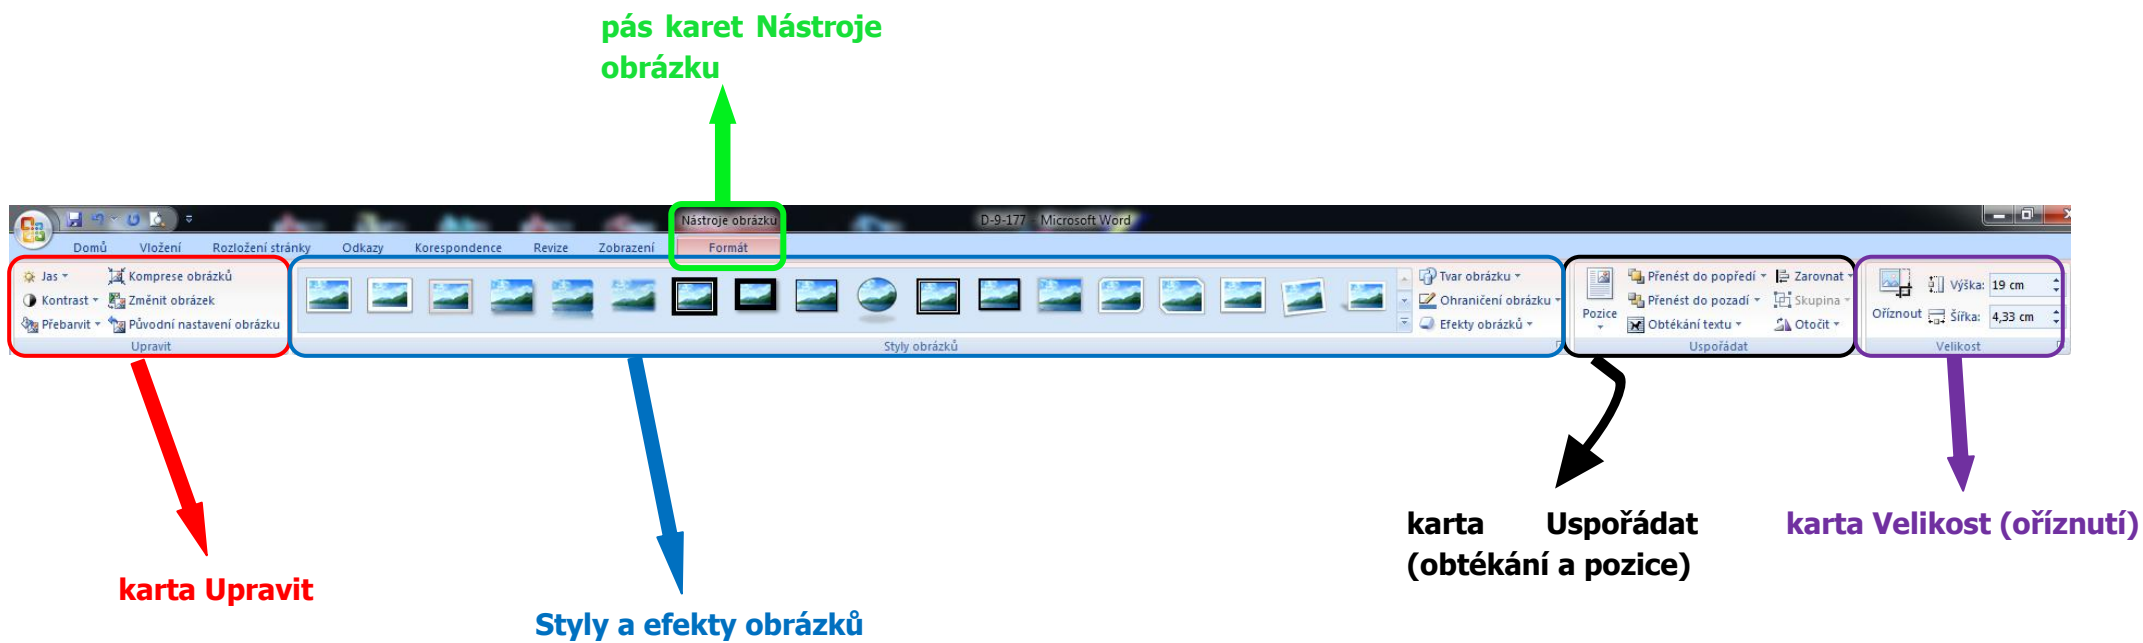 pás karet Nástroje
obrázku
Nástroje obrázku
D-9-177 - Microsoft Word
Domů Vložení Rozložení stránky Odkazy Korespondence Revize Zobrazení Formát
Jas
Komprese obrázků
Kontrast
Změnit obrázek
Přebarvit
Původní nastavení obrázku
Upravit
Tvar obrázku
Ohraničení obrázku
Efekty obrázků
Styly obrázků
Pozice
Přenést do popředí
Zarovnat
Přenést do pozadí
Skupina
Obtékání textu
Otočit
Uspořádat
Oříznout
Výška: 19 cm
Šířka: 4,33 cm
Velikost
karta Uspořádat
(obtékání a pozice)
karta Velikost (oříznutí)
karta Upravit
Styly a efekty obrázků